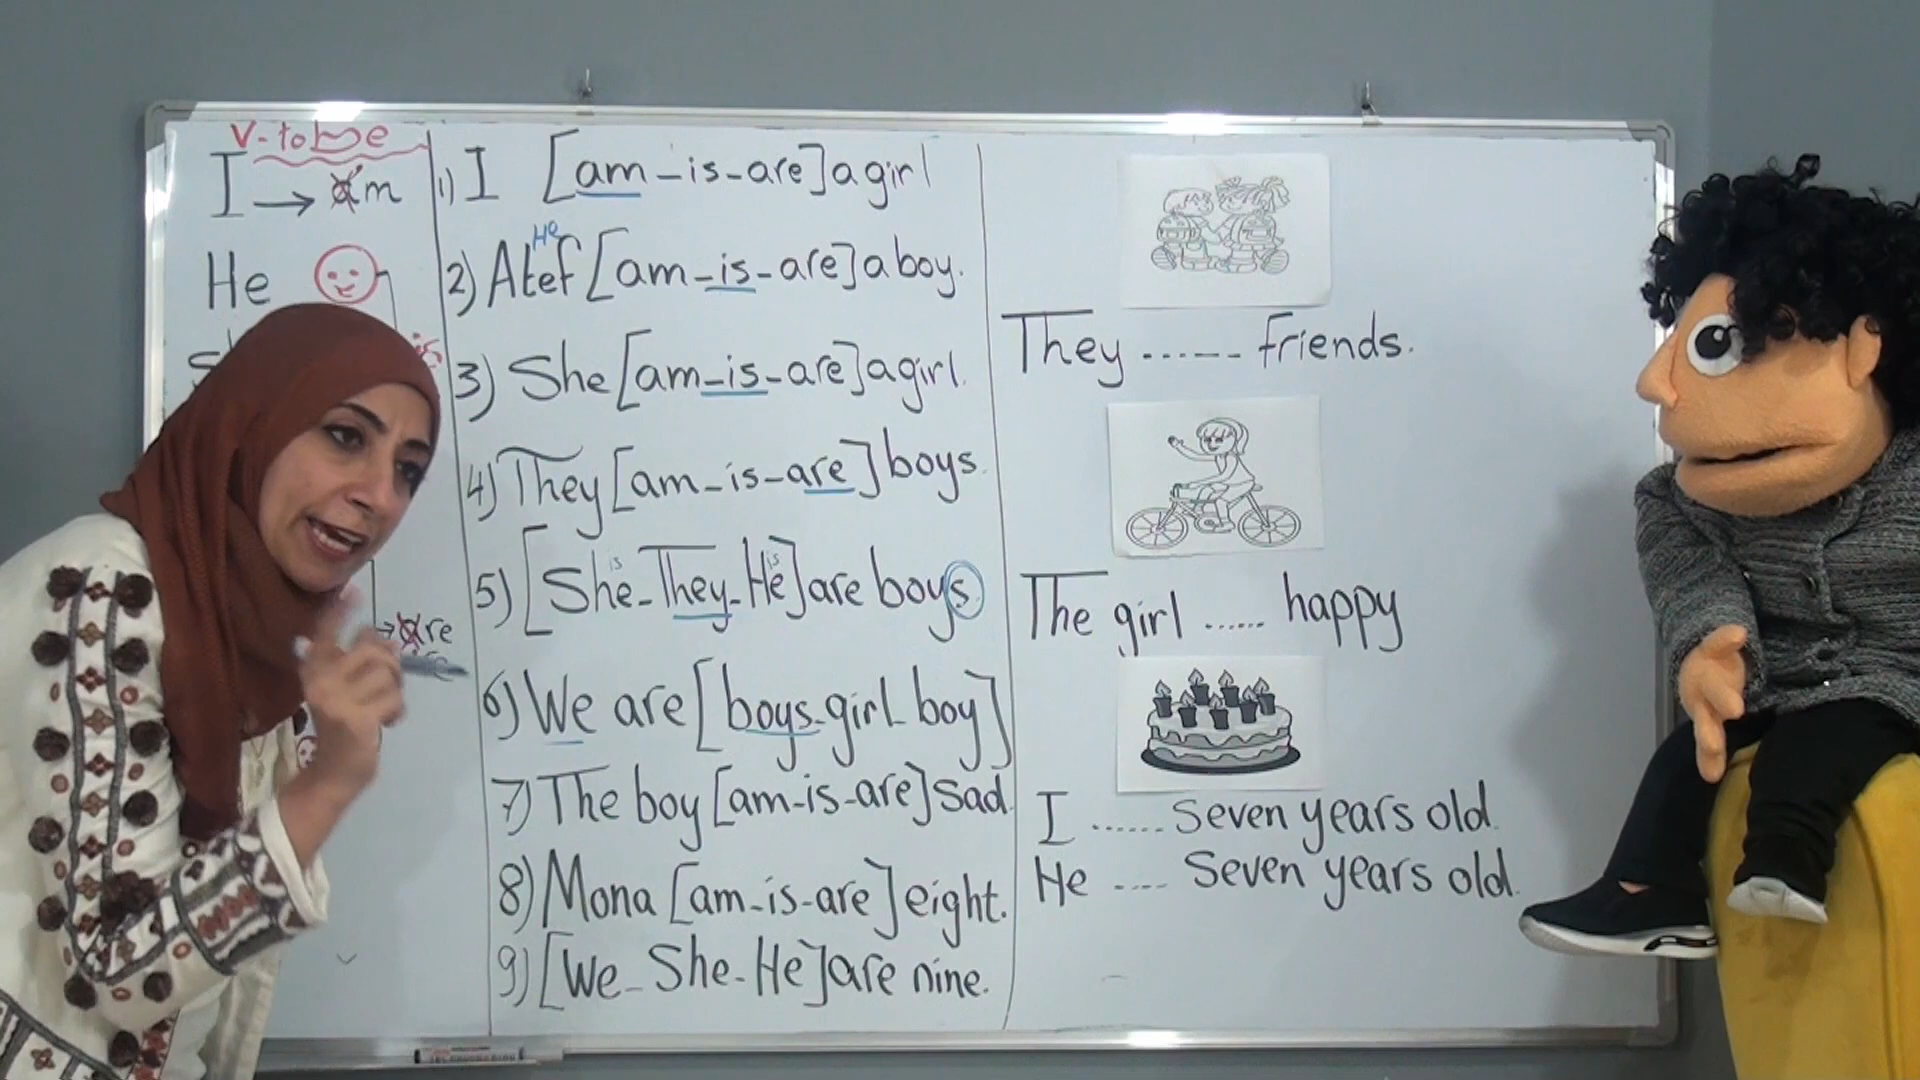 V-to be
I → am
He
is
are
1) I [am-is-are] a girl
He
2) Atef [am-is-are] a boy.
3) She [am-is-are] a girl.
4) They [am-is-are] boys.
is is
5) [She-They-He] are boys.
6) We are [boys-girl-boy]
7) The boy [am-is-are] sad.
8) Mona [am-is-are] eight.
9) [We-She-He] are nine.
They ...... friends.
The girl ...... happy
I ...... Seven years old.
He .... Seven years old.